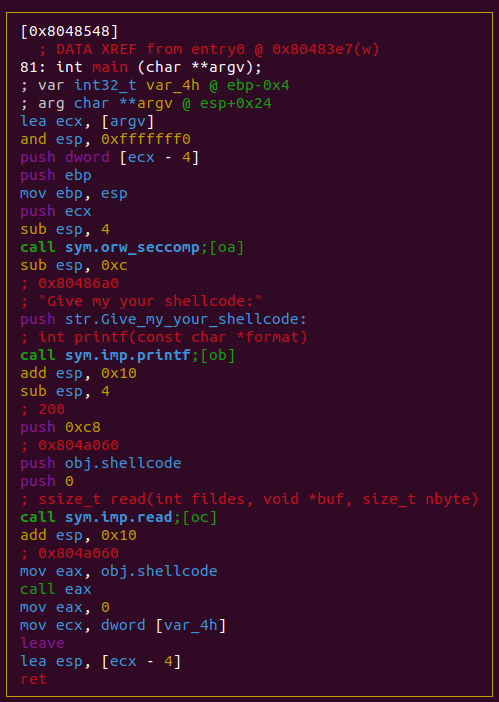 [0x8048548]
; DATA XREF from entry0 @ 0x80483e7(w)
81: int main (char **argv);
; var int32_t var_4h @ ebp-0x4
; arg char **argv @ esp+0x24
lea ecx, [argv]
and esp, 0xfffffff0
push dword [ecx - 4]
push ebp
mov ebp, esp
push ecx
sub esp, 4
call sym.orw_seccomp;[oa]
sub esp, 0xc
; 0x80486a0
; "Give my your shellcode:"
push str.Give_my_your_shellcode:
; int printf(const char *format)
call sym.imp.printf;[ob]
add esp, 0x10
sub esp, 4
; 200
push 0xc8
; 0x804a060
push obj.shellcode
push 0
; ssize_t read(int fildes, void *buf, size_t nbyte)
call sym.imp.read;[oc]
add esp, 0x10
; 0x804a060
mov eax, obj.shellcode
call eax
mov eax, 0
mov ecx, dword [var_4h]
leave
lea esp, [ecx - 4]
ret